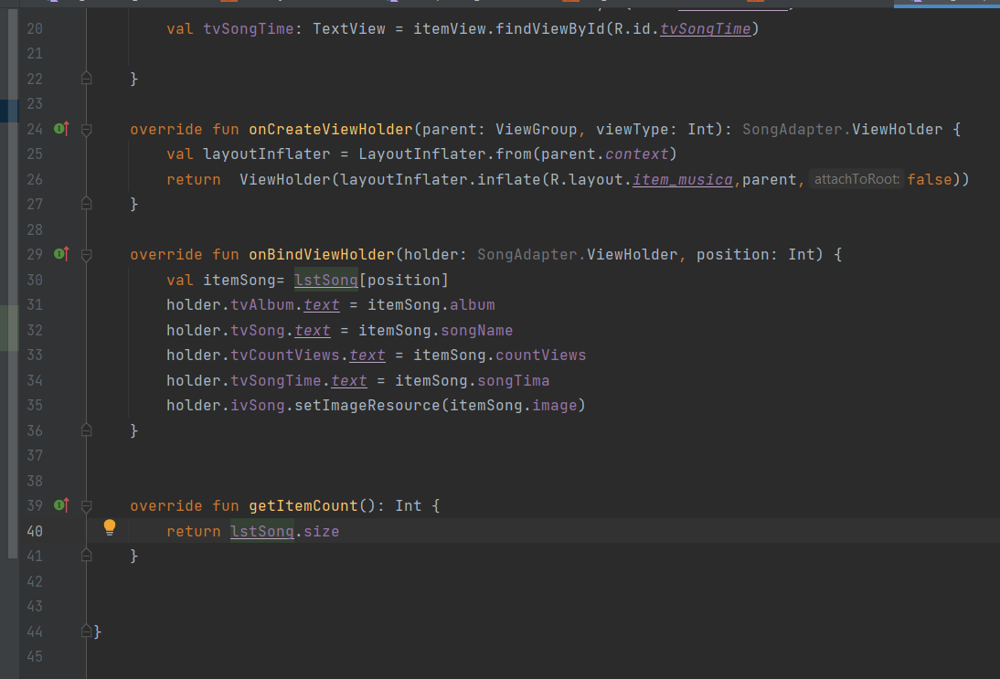 20 val tvSongTime: TextView = itemView.findViewById(R.id.tvSongTime)
21
22 }
23
24 override fun onCreateViewHolder(parent: ViewGroup, viewType: Int): SongAdapter.ViewHolder {
25 val layoutInflater = LayoutInflater.from(parent.context)
26 return ViewHolder(layoutInflater.inflate(R.layout.item_musica,parent, attachToRoot: false))
27 }
28
29 override fun onBindViewHolder(holder: SongAdapter.ViewHolder, position: Int) {
30 val itemSong= lstSong[position]
31 holder.tvAlbum.text = itemSong.album
32 holder.tvSong.text = itemSong.songName
33 holder.tvCountViews.text = itemSong.countViews
34 holder.tvSongTime.text = itemSong.songTima
35 holder.ivSong.setImageResource(itemSong.image)
36 }
37
38
39 override fun getItemCount(): Int {
40 return lstSong.size
41 }
42
43
44 }
45